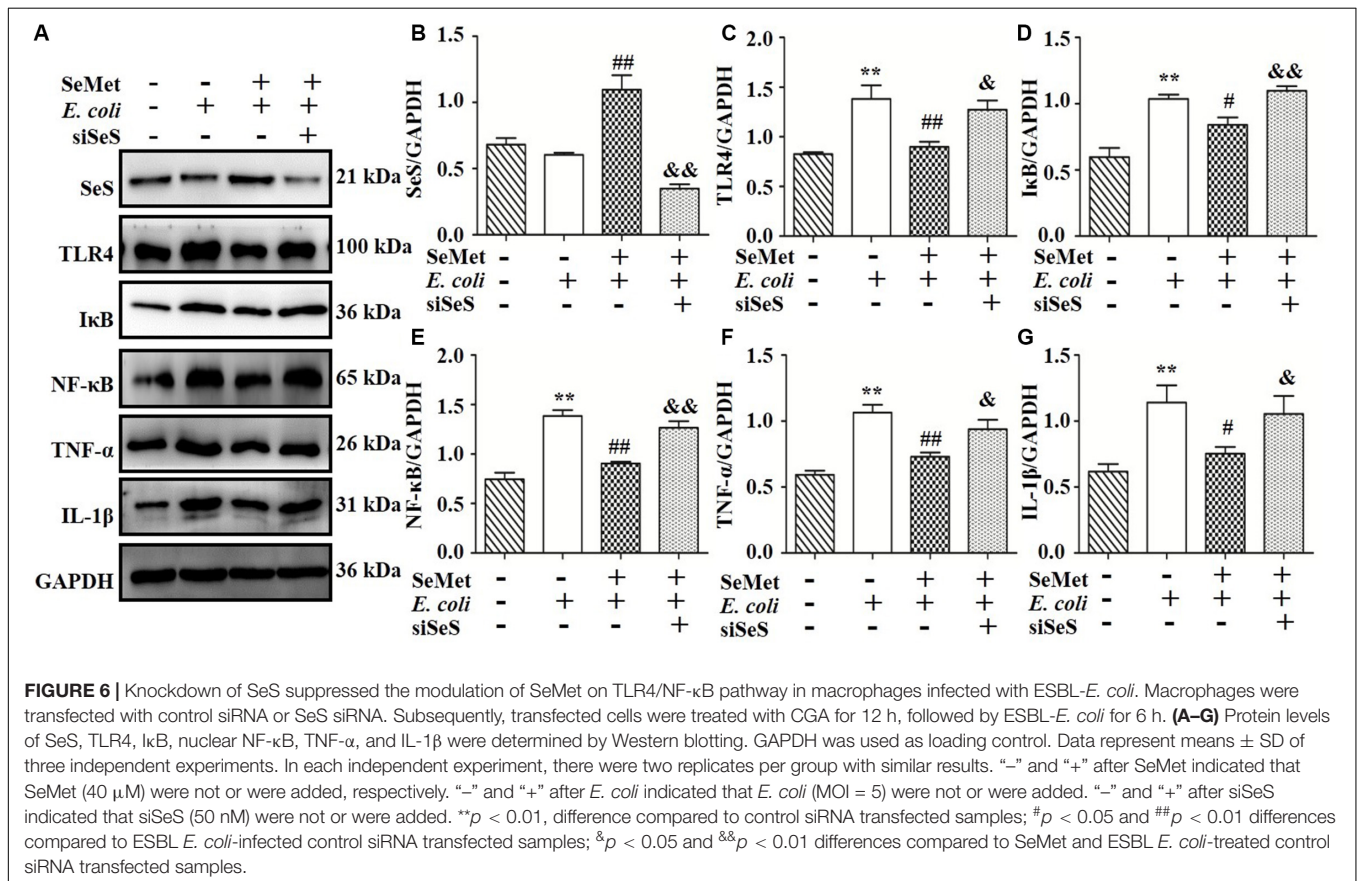 A
SeMet - - + +
E. coli - + + +
siSeS - - - +
SeS 21 kDa
TLR4 100 kDa
IκB 36 kDa
NF-κB 65 kDa
TNF-α 26 kDa
IL-1β 31 kDa
GAPDH 36 kDa
B
SeS/GAPDH
1.5
1.0
0.5
0.0
##
&&
SeMet - - + +
E. coli - + + +
siSeS - - - +
C
TLR4/GAPDH
2.0
1.5
1.0
0.5
0.0
**
##
&
SeMet - - + +
E. coli - + + +
siSeS - - - +
D
IκB/GAPDH
1.5
1.0
0.5
0.0
**
#
&&
SeMet - - + +
E. coli - + + +
siSeS - - - +
E
NF-κB/GAPDH
2.0
1.5
1.0
0.5
0.0
**
##
&&
SeMet - - + +
E. coli - + + +
siSeS - - - +
F
TNF-α/GAPDH
1.5
1.0
0.5
0.0
**
##
&
SeMet - - + +
E. coli - + + +
siSeS - - - +
G
IL-1β/GAPDH
1.5
1.0
0.5
0.0
**
#
&
SeMet - - + +
E. coli - + + +
siSeS - - - +
FIGURE 6 | Knockdown of SeS suppressed the modulation of SeMet on TLR4/NF-κB pathway in macrophages infected with ESBL-E. coli. Macrophages were
transfected with control siRNA or SeS siRNA. Subsequently, transfected cells were treated with CGA for 12 h, followed by ESBL-E. coli for 6 h. (A–G) Protein levels
of SeS, TLR4, IκB, nuclear NF-κB, TNF-α, and IL-1β were determined by Western blotting. GAPDH was used as loading control. Data represent means ± SD of
three independent experiments. In each independent experiment, there were two replicates per group with similar results. “–” and “+” after SeMet indicated that
SeMet (40 μM) were not or were added, respectively. “–” and “+” after E. coli indicated that E. coli (MOI = 5) were not or were added. “–” and “+” after siSeS
indicated that siSeS (50 nM) were not or were added. **p < 0.01, difference compared to control siRNA transfected samples; #p < 0.05 and ##p < 0.01 differences
compared to ESBL E. coli-infected control siRNA transfected samples; &p < 0.05 and &&p < 0.01 differences compared to SeMet and ESBL E. coli-treated control
siRNA transfected samples.